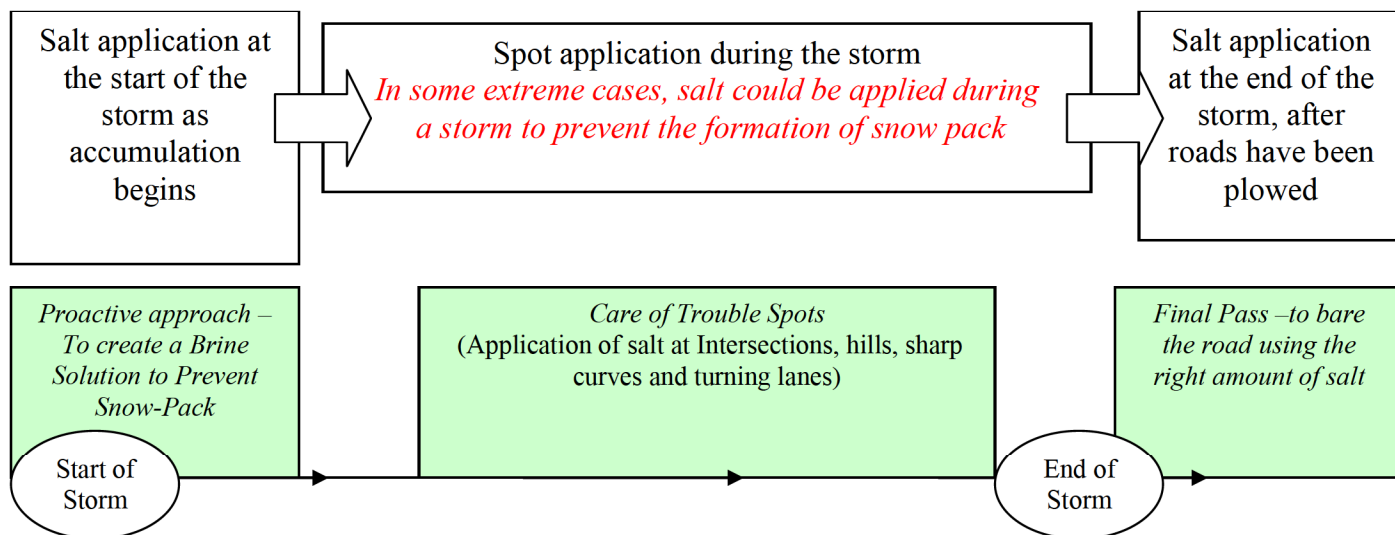 Salt application at
the start of the
storm as
accumulation
begins
Spot application during the storm
In some extreme cases, salt could be applied during
a storm to prevent the formation of snow pack
Salt application
at the end of the
storm, after
roads have been
plowed
Proactive approach –
To create a Brine
Solution to Prevent
Snow-Pack
Care of Trouble Spots
(Application of salt at Intersections, hills, sharp
curves and turning lanes)
Final Pass –to bare
the road using the
right amount of salt
Start of
Storm
End of
Storm